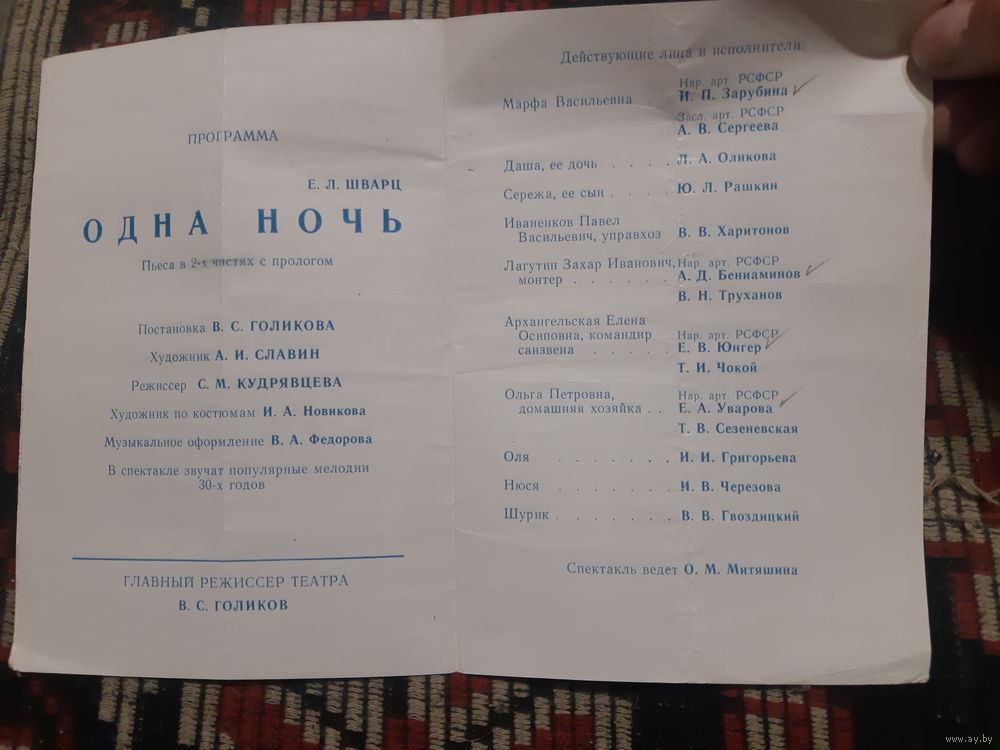 ПРОГРАММА
Е. Л. ШВАРЦ
ОДНА НОЧЬ
Пьеса в 2-х частях с прологом
Постановка В. С. ГОЛИКОВА
Художник А. И. СЛАВИН
Режиссер С. М. КУДРЯВЦЕВА
Художник по костюмам И. А. Новикова
Музыкальное оформление В. А. Федорова
В спектакле звучат популярные мелодии
30-х годов
ГЛАВНЫЙ РЕЖИССЕР ТЕАТРА
В. С. ГОЛИКОВ
Действующие лица и исполнители:
Нар. арт. РСФСР
Марфа Васильевна . . И. П. Зарубина
Засл. арт. РСФСР
А. В. Сергеева
Даша, ее дочь . . . . Л. А. Оликова
Сережа, ее сын . . . . Ю. Л. Рашкин
Иваненков Павел
Васильевич, управхоз В. В. Харитонов
Лагутин Захар Иванович, Нар. арт. РСФСР
монтер . . . . . . А. Д. Бениаминов
В. Н. Труханов
Архангельская Елена
Осиповна, командир Нар. арт. РСФСР
санзвена . . . . . Е. В. Юнгер
Т. И. Чокой
Ольга Петровна, Нар. арт. РСФСР
домашняя хозяйка . . Е. А. Уварова
Т. В. Сезеневская
Оля . . . . . . . И. И. Григорьева
Нюся . . . . . . . И. В. Черезова
Шурик . . . . . . . В. В. Гвоздицкий
Спектакль ведет О. М. Митяшина
www.ay.by